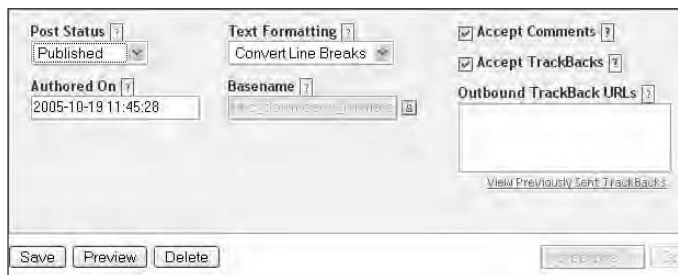 Post Status ?
Published
Text Formatting ?
Convert Line Breaks
Accept Comments ?
Accept TrackBacks ?
Authored On ?
2005-10-19 11:45:28
Basename ?
Outbound TrackBack URLs ?
View Previously Sent TrackBacks
Save
Preview
Delete